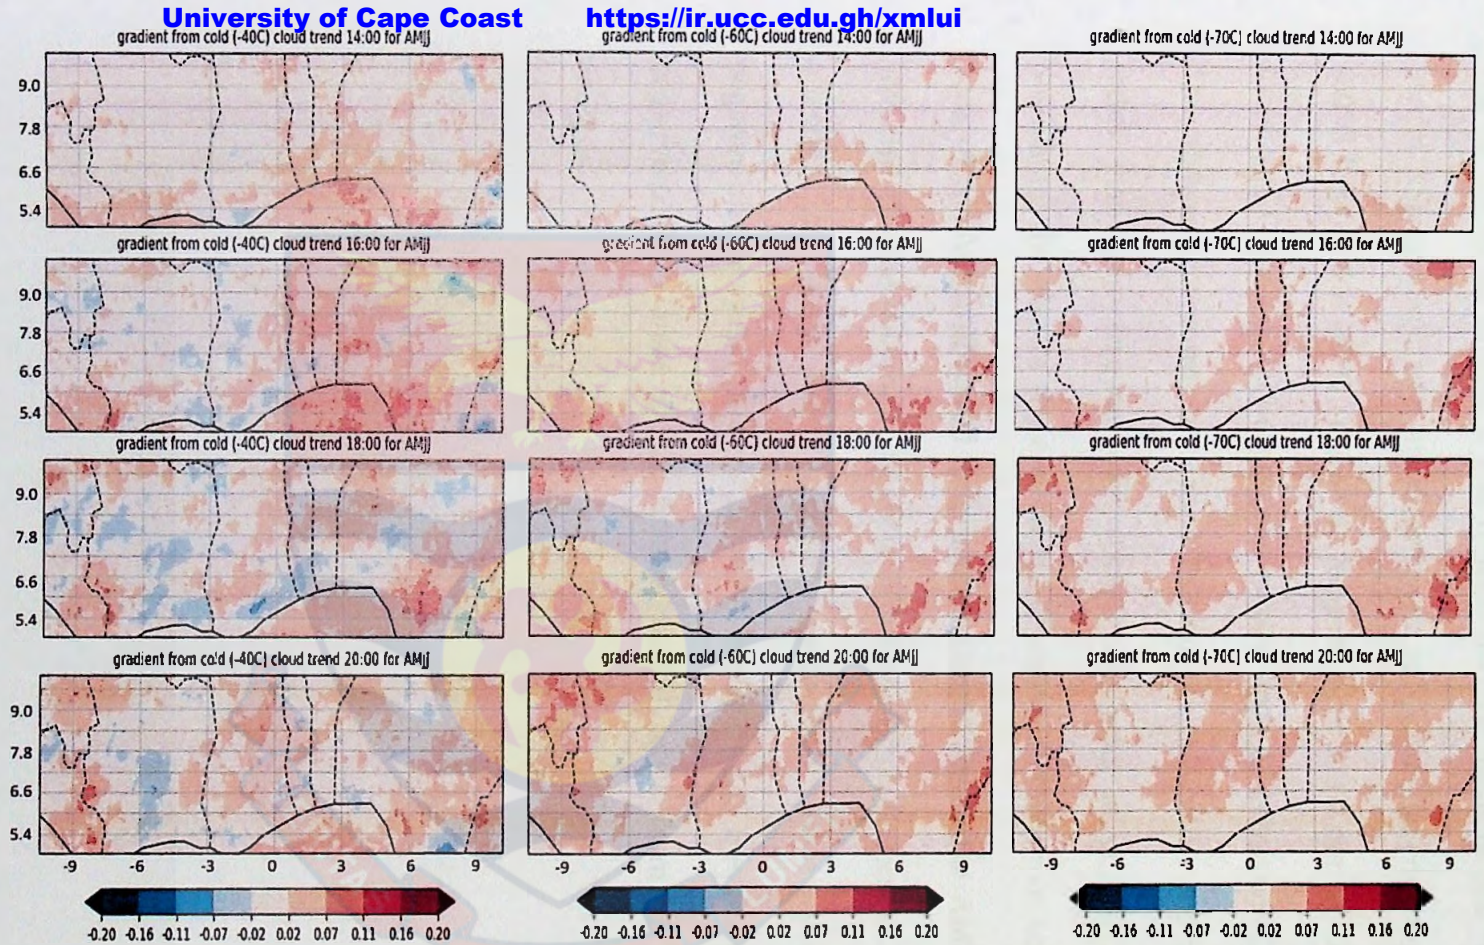 University of Cape Coast https://ir.ucc.edu.gh/xmlui
gradient from cold (-40C) cloud trend 14:00 for AMJJ
gradient from cold (-60C) cloud trend 14:00 for AMJJ
gradient from cold (-70C) cloud trend 14:00 for AMJJ
9.0
7.8
6.6
5.4
gradient from cold (-40C) cloud trend 16:00 for AMJJ
gradient from cold (-60C) cloud trend 16:00 for AMJJ
gradient from cold (-70C) cloud trend 16:00 for AMJJ
9.0
7.8
6.6
5.4
gradient from cold (-40C) cloud trend 18:00 for AMJJ
gradient from cold (-60C) cloud trend 18:00 for AMJJ
gradient from cold (-70C) cloud trend 18:00 for AMJJ
9.0
7.8
6.6
5.4
gradient from cold (-40C) cloud trend 20:00 for AMJJ
gradient from cold (-60C) cloud trend 20:00 for AMJJ
gradient from cold (-70C) cloud trend 20:00 for AMJJ
9.0
7.8
6.6
5.4
-9 -6 -3 0 3 6 9
-9 -6 -3 0 3 6 9
-9 -6 -3 0 3 6 9
-0.20 -0.16 -0.11 -0.07 -0.02 0.02 0.07 0.11 0.16 0.20
-0.20 -0.16 -0.11 -0.07 -0.02 0.02 0.07 0.11 0.16 0.20
-0.20 -0.16 -0.11 -0.07 -0.02 0.02 0.07 0.11 0.16 0.20